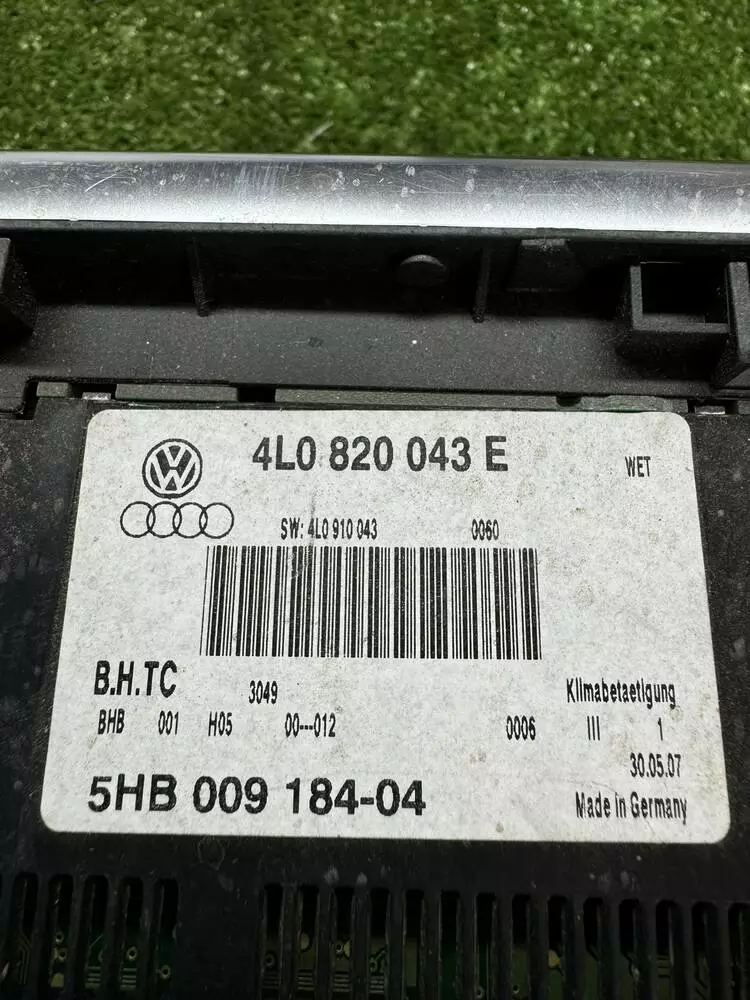 4L0 820 043 E
WET
SW: 4L0 910 043 0060
B.H.TC
3049
Klimabetaetigung
BHB 001 H05 00---012 0006 III 1
30.05.07
5HB 009 184-04
Made in Germany